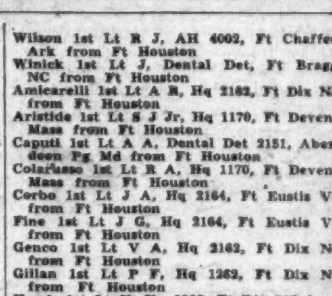 Wilson 1st Lt R J, AH 4002, Ft Chaffe
Ark from Ft Houston
Winick 1st Lt J, Dental Det, Ft Brag
NC from Ft Houston
Amicarelli 1st Lt A R, Hq 2162, Ft Dix N
from Ft Houston
Aristide 1st Lt S J Jr, Hq 1170, Ft Deven
Mass from Ft Houston
Caputi 1st Lt A A, Dental Det 2151, Aber
deen Pg Md from Ft Houston
Colarusso 1st Lt R A, Hq 1170, Ft Deven
Mass from Ft Houston
Corbo 1st Lt J A, Hq 2164, Ft Eustis V
from Ft Houston
Fine 1st Lt J G, Hq 2164, Ft Eustis V
from Ft Houston
Genco 1st Lt V A, Hq 2162, Ft Dix N
from Ft Houston
Gillan 1st Lt P F, Hq 1262, Ft Dix N
from Ft Houston